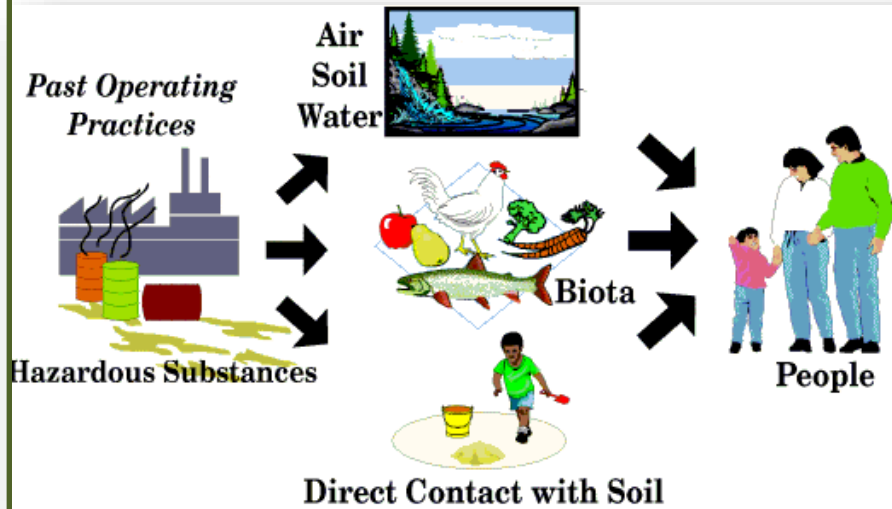 Past Operating
Practices
Hazardous Substances
Air
Soil
Water
Biota
Direct Contact with Soil
People